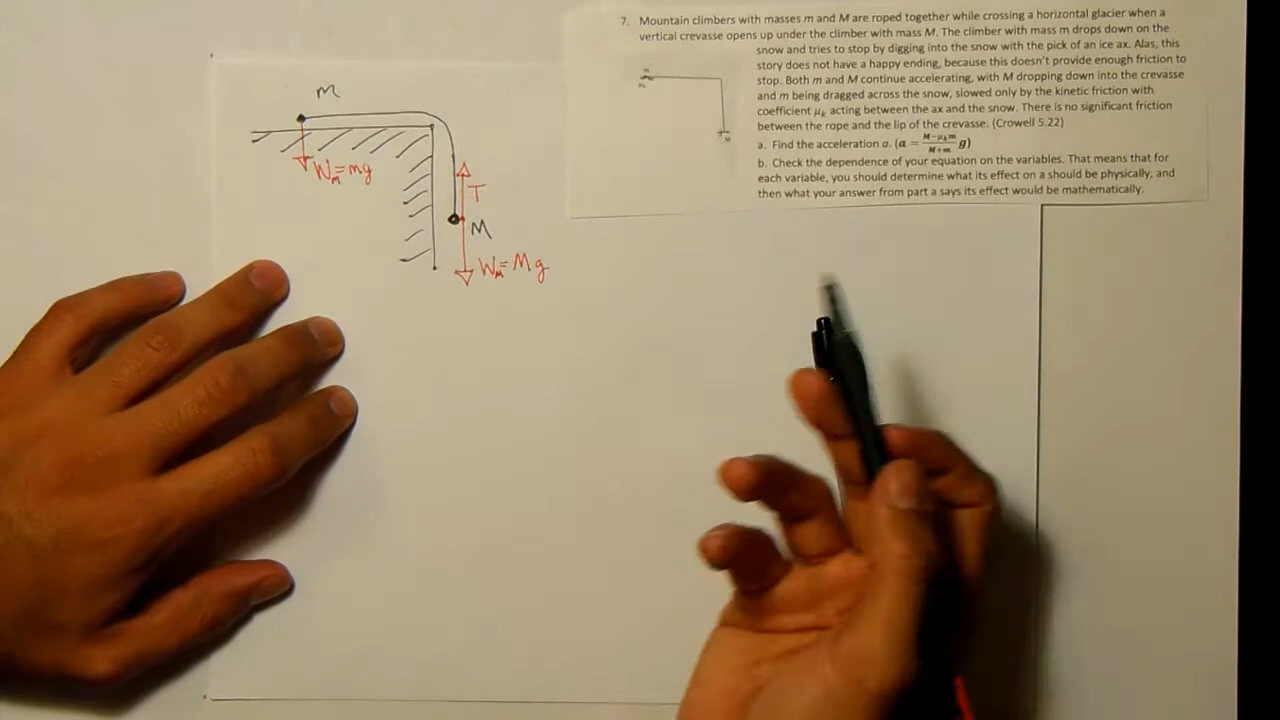 7. Mountain climbers with masses m and M are roped together while crossing a horizontal glacier when a
vertical crevasse opens up under the climber with mass M. The climber with mass m drops down on the
snow and tries to stop by digging into the snow with the pick of an ice ax. Alas, this
story does not have a happy ending, because this doesn't provide enough friction to
stop. Both m and M continue accelerating, with M dropping down into the crevasse
and m being dragged across the snow, slowed only by the kinetic friction with
coefficient μk acting between the ax and the snow. There is no significant friction
between the rope and the lip of the crevasse. (Crowell 5.22)
a. Find the acceleration a. (a = M−μkm / M+m g)
b. Check the dependence of your equation on the variables. That means that for
each variable, you should determine what its effect on a should be physically, and
then what your answer from part a says its effect would be mathematically.
m
Wm=mg
T
M
WM=Mg